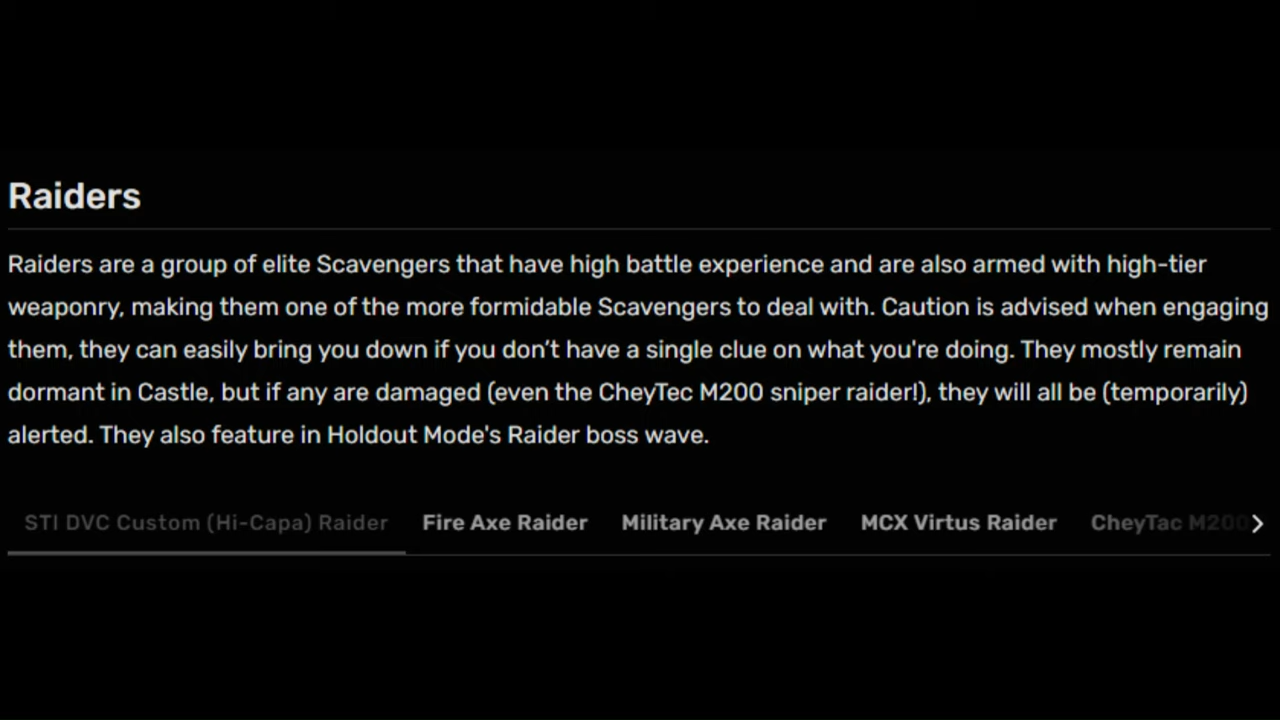 Raiders
Raiders are a group of elite Scavengers that have high battle experience and are also armed with high-tier
weaponry, making them one of the more formidable Scavengers to deal with. Caution is advised when engaging
them, they can easily bring you down if you don’t have a single clue on what you're doing. They mostly remain
dormant in Castle, but if any are damaged (even the CheyTec M200 sniper raider!), they will all be (temporarily)
alerted. They also feature in Holdout Mode's Raider boss wave.
STI DVC Custom (Hi-Capa) Raider Fire Axe Raider Military Axe Raider MCX Virtus Raider CheyTac M200